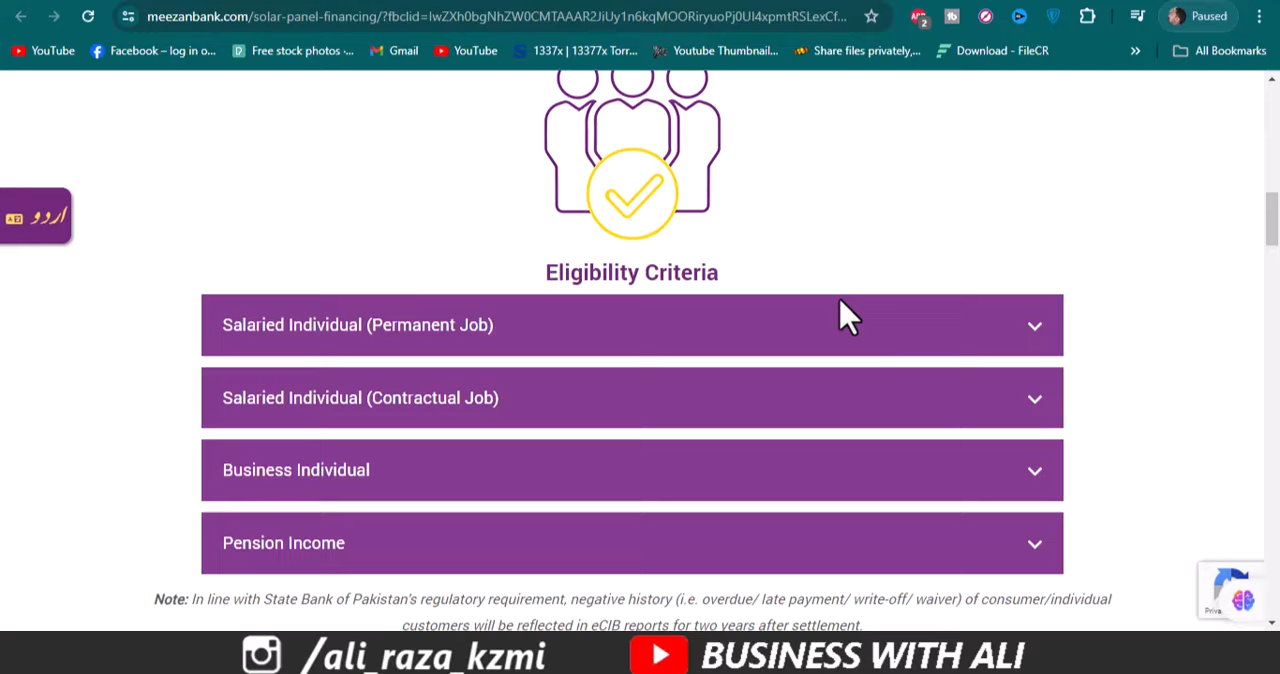 meezanbank.com/solar-panel-financing/?fbclid=IwZXh0bgNhZW0CMTAAAR2JiUy1n6kqMOORiryuoPj0UI4xpmtRSLexCf...
2
Paused
YouTube
Facebook – log in o...
Free stock photos ·...
Gmail
YouTube
1337x | 13377x Torr...
Youtube Thumbnail...
Share files privately,...
Download - FileCR
All Bookmarks
اردو
Eligibility Criteria
Salaried Individual (Permanent Job)
Salaried Individual (Contractual Job)
Business Individual
Pension Income
Note: In line with State Bank of Pakistan's regulatory requirement, negative history (i.e. overdue/ late payment/ write-off/ waiver) of consumer/individual
customers will be reflected in eCIB reports for two years after settlement.
/ali_raza_kzmi
BUSINESS WITH ALI